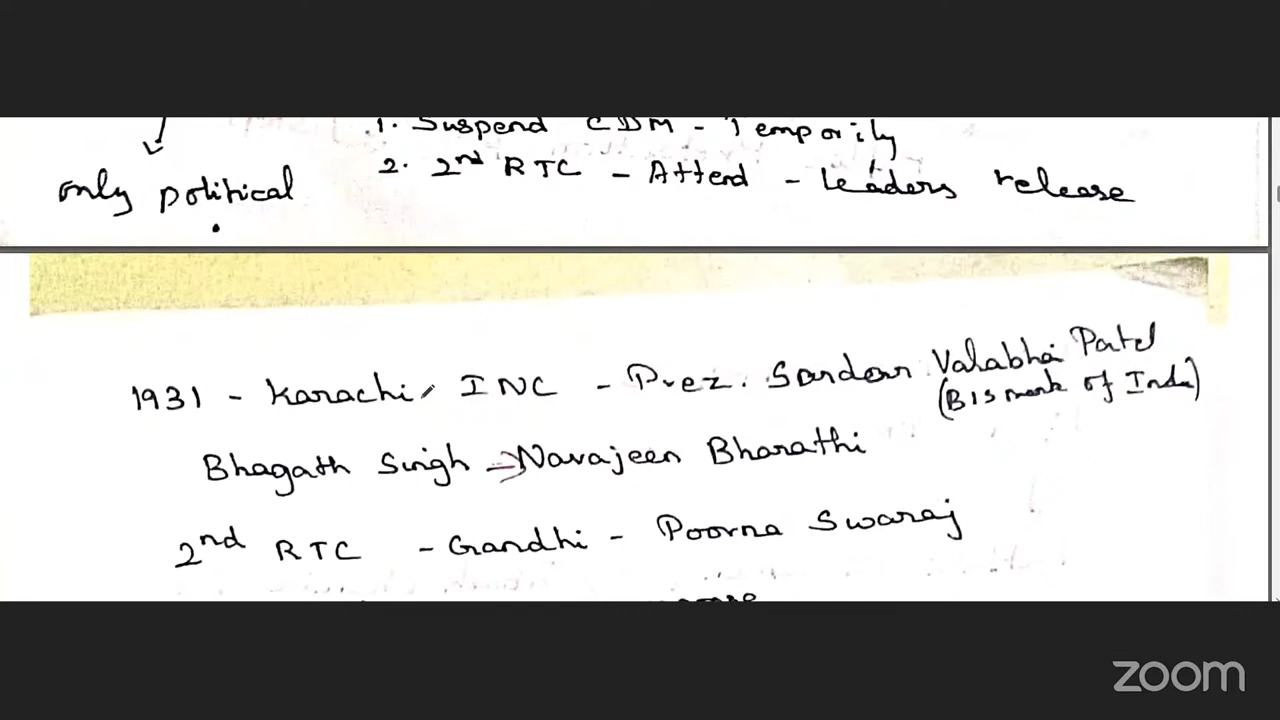 1. Suspend CDM - Temporily
only political
2. 2nd RTC - Attend - leaders release
1931 - Karachi, INC - Prez. Sardar Valabhai Patel
(Bismark of India)
Bhagath Singh => Navajeen Bharathi
2nd RTC - Gandhi - Poorna Swaraj
zoom